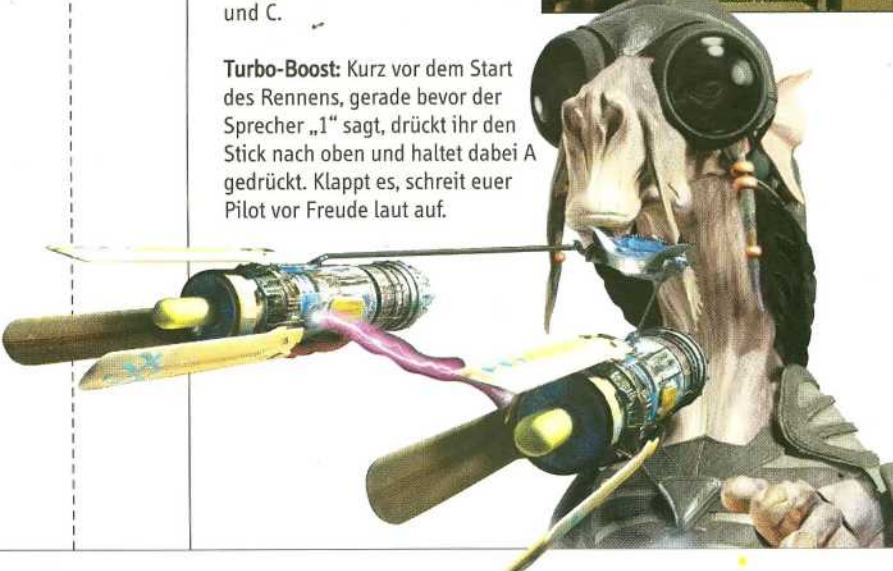 und C.
Turbo-Boost: Kurz vor dem Start
des Rennens, gerade bevor der
Sprecher „1“ sagt, drückt ihr den
Stick nach oben und haltet dabei A
gedrückt. Klappt es, schreit euer
Pilot vor Freude laut auf.